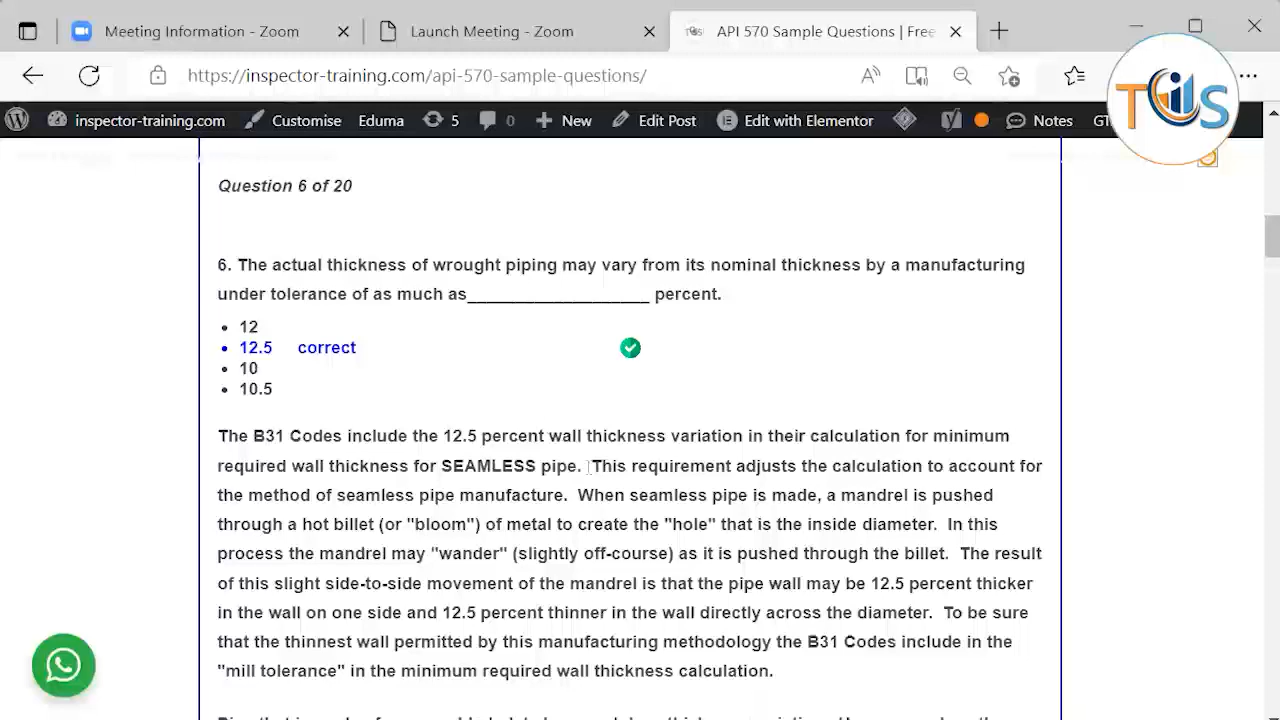 Meeting Information - Zoom
Launch Meeting - Zoom
API 570 Sample Questions | Free
https://inspector-training.com/api-570-sample-questions/
TIS
inspector-training.com
Customise
Eduma
5
0
New
Edit Post
Edit with Elementor
Notes
Question 6 of 20
6. The actual thickness of wrought piping may vary from its nominal thickness by a manufacturing
under tolerance of as much as____________________ percent.
12
12.5 correct
10
10.5
The B31 Codes include the 12.5 percent wall thickness variation in their calculation for minimum
required wall thickness for SEAMLESS pipe. This requirement adjusts the calculation to account for
the method of seamless pipe manufacture. When seamless pipe is made, a mandrel is pushed
through a hot billet (or "bloom") of metal to create the "hole" that is the inside diameter. In this
process the mandrel may "wander" (slightly off-course) as it is pushed through the billet. The result
of this slight side-to-side movement of the mandrel is that the pipe wall may be 12.5 percent thicker
in the wall on one side and 12.5 percent thinner in the wall directly across the diameter. To be sure
that the thinnest wall permitted by this manufacturing methodology the B31 Codes include in the
"mill tolerance" in the minimum required wall thickness calculation.